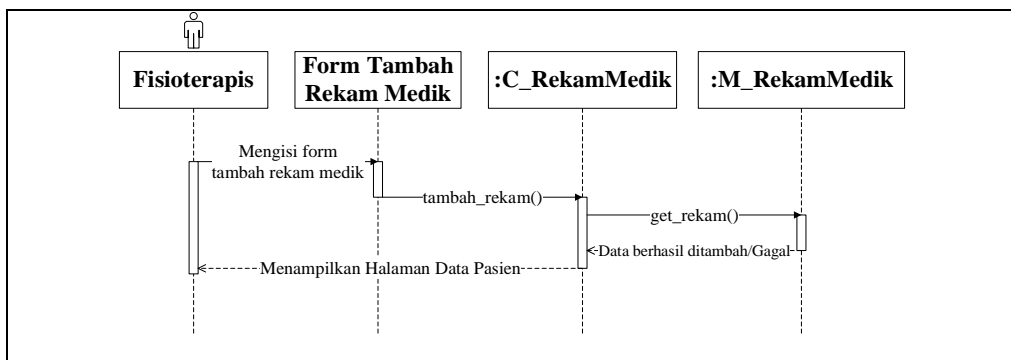 Fisioterapis
Form Tambah
Rekam Medik
:C_RekamMedik
:M_RekamMedik
Mengisi form
tambah rekam medik
tambah_rekam()
get_rekam()
Data berhasil ditambah/Gagal
Menampilkan Halaman Data Pasien